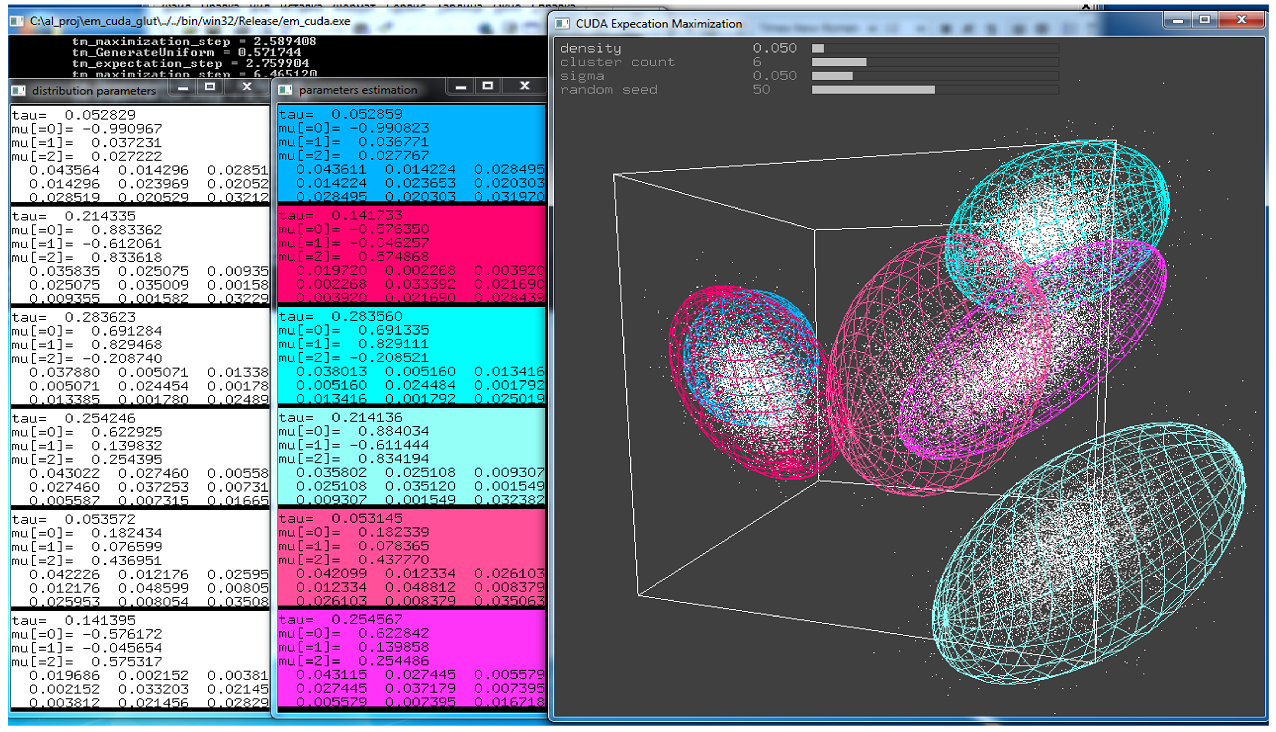 C:\al_proj\em_cuda_glut\../../bin/win32/Release/em_cuda.exe
tm_maximization_step = 2.589408
tm_GenerateUniform = 0.571744
tm_expectation_step = 2.759904
tm_maximization_step = 6.465120
distribution parameters
tau= 0.052829
mu[=0]= -0.990967
mu[=1]= 0.037231
mu[=2]= 0.027222
0.043564 0.014296 0.02851
0.014296 0.023969 0.02052
0.028519 0.020529 0.03212
tau= 0.214335
mu[=0]= 0.883362
mu[=1]= -0.612061
mu[=2]= 0.833618
0.035835 0.025075 0.00935
0.025075 0.035009 0.00158
0.009355 0.001582 0.03229
tau= 0.283623
mu[=0]= 0.691284
mu[=1]= 0.829468
mu[=2]= -0.208740
0.037880 0.005071 0.01338
0.005071 0.024454 0.00178
0.013385 0.001780 0.02489
tau= 0.254246
mu[=0]= 0.622925
mu[=1]= 0.139832
mu[=2]= 0.254395
0.043022 0.027460 0.00558
0.027460 0.037253 0.00731
0.005587 0.007315 0.01665
tau= 0.053572
mu[=0]= 0.182434
mu[=1]= 0.076599
mu[=2]= 0.436951
0.042226 0.012176 0.02595
0.012176 0.048599 0.00805
0.025953 0.008054 0.03508
tau= 0.141395
mu[=0]= -0.576172
mu[=1]= -0.045654
mu[=2]= 0.575317
0.019686 0.002152 0.00381
0.002152 0.033203 0.02145
0.003812 0.021456 0.02829
parameters estimation
tau= 0.052859
mu[=0]= -0.990823
mu[=1]= 0.036771
mu[=2]= 0.027767
0.043611 0.014224 0.028495
0.014224 0.023653 0.020303
0.028495 0.020303 0.031970
tau= 0.141733
mu[=0]= -0.576350
mu[=1]= -0.046257
mu[=2]= 0.574868
0.019720 0.002268 0.003920
0.002268 0.033392 0.021690
0.003920 0.021690 0.028439
tau= 0.283560
mu[=0]= 0.691335
mu[=1]= 0.829111
mu[=2]= -0.208521
0.038013 0.005160 0.013416
0.005160 0.024484 0.001792
0.013416 0.001792 0.025019
tau= 0.214136
mu[=0]= 0.884034
mu[=1]= -0.611444
mu[=2]= 0.834194
0.035802 0.025108 0.009307
0.025108 0.035120 0.001549
0.009307 0.001549 0.032382
tau= 0.053145
mu[=0]= 0.182339
mu[=1]= 0.078365
mu[=2]= 0.437770
0.042099 0.012334 0.026103
0.012334 0.048812 0.008379
0.026103 0.008379 0.035063
tau= 0.254567
mu[=0]= 0.622842
mu[=1]= 0.139858
mu[=2]= 0.254486
0.043115 0.027445 0.005579
0.027445 0.037179 0.007395
0.005579 0.007395 0.016718
CUDA Expecation Maximization
density 0.050
cluster count 6
sigma 0.050
random seed 50